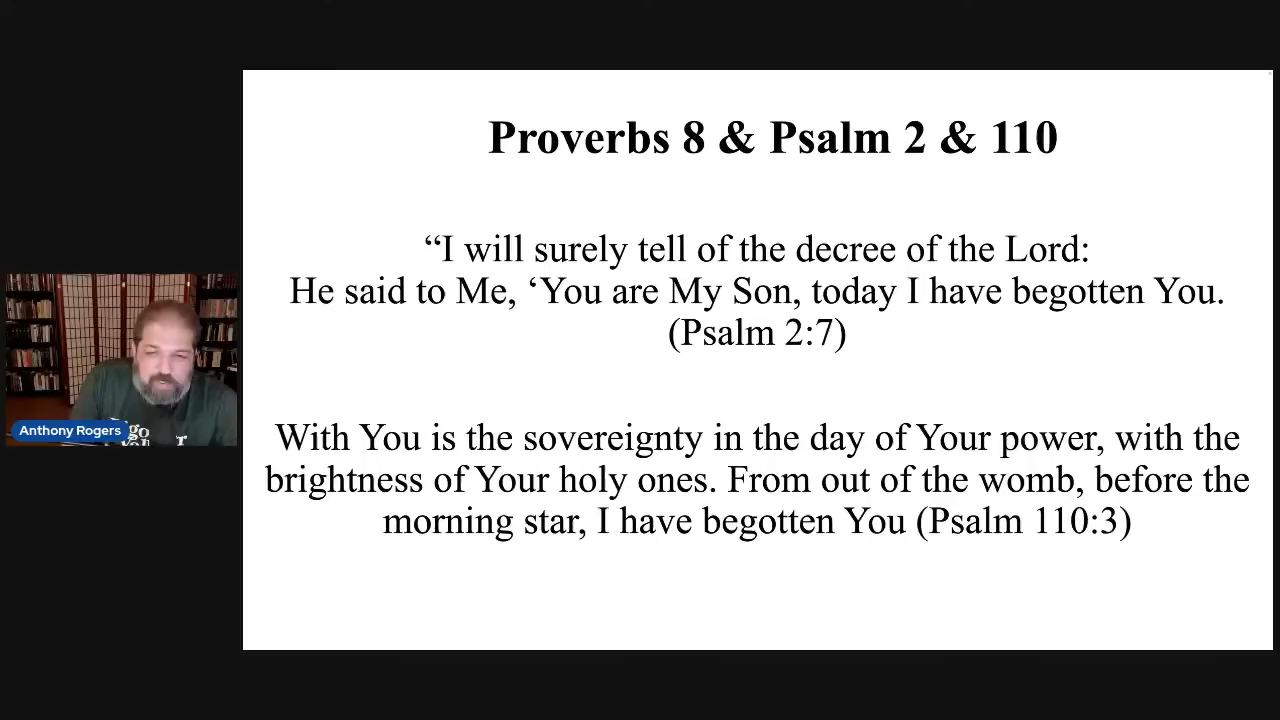 Proverbs 8 & Psalm 2 & 110
“I will surely tell of the decree of the Lord:
He said to Me, ‘You are My Son, today I have begotten You.
(Psalm 2:7)
With You is the sovereignty in the day of Your power, with the
brightness of Your holy ones. From out of the womb, before the
morning star, I have begotten You (Psalm 110:3)
Anthony Rogers
go